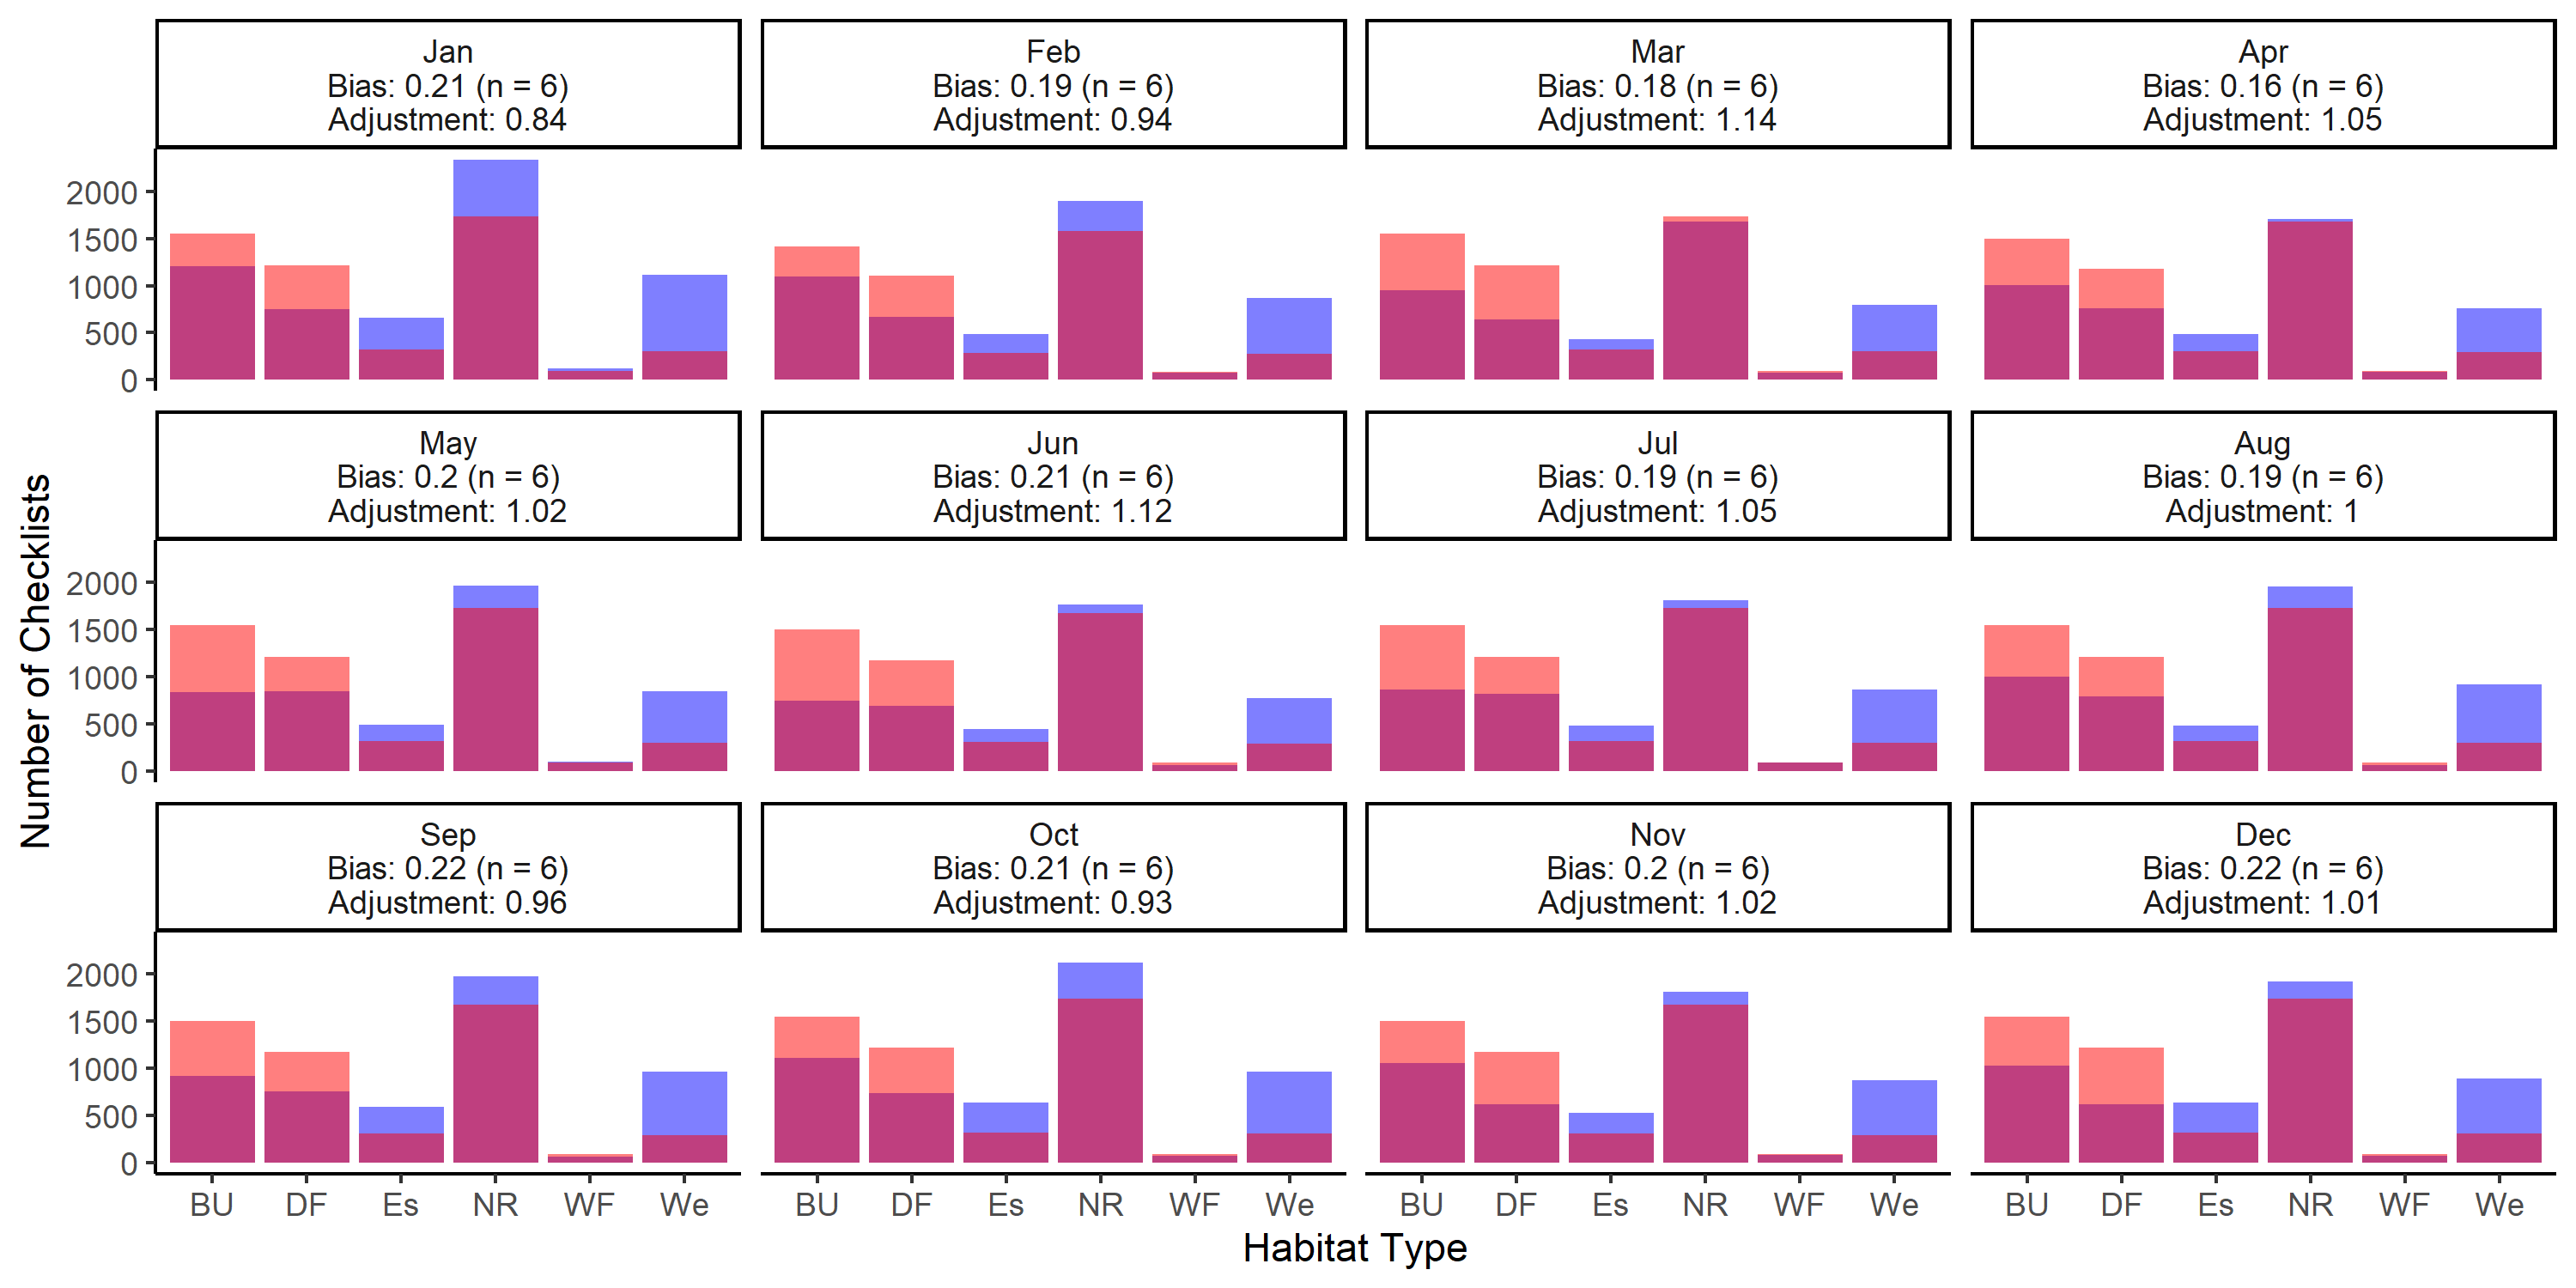 Jan
Bias: 0.21 (n = 6)
Adjustment: 0.84
Feb
Bias: 0.19 (n = 6)
Adjustment: 0.94
Mar
Bias: 0.18 (n = 6)
Adjustment: 1.14
Apr
Bias: 0.16 (n = 6)
Adjustment: 1.05
2000
1500
1000
500
0
May
Bias: 0.2 (n = 6)
Adjustment: 1.02
Jun
Bias: 0.21 (n = 6)
Adjustment: 1.12
Jul
Bias: 0.19 (n = 6)
Adjustment: 1.05
Aug
Bias: 0.19 (n = 6)
Adjustment: 1
2000
1500
1000
500
0
Number of Checklists
Sep
Bias: 0.22 (n = 6)
Adjustment: 0.96
Oct
Bias: 0.21 (n = 6)
Adjustment: 0.93
Nov
Bias: 0.2 (n = 6)
Adjustment: 1.02
Dec
Bias: 0.22 (n = 6)
Adjustment: 1.01
2000
1500
1000
500
0
BU DF Es NR WF We
BU DF Es NR WF We
BU DF Es NR WF We
BU DF Es NR WF We
Habitat Type